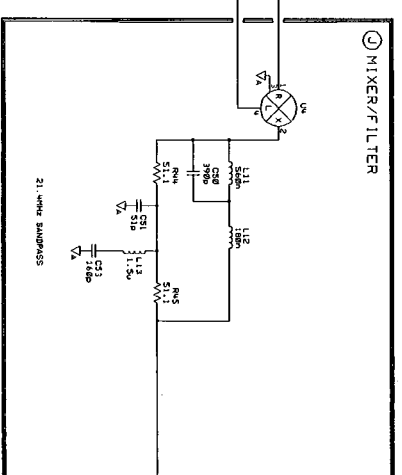 J MIXER/FILTER
U4
1
R
L
X
2
4
A
L11
560n
C50
390p
L12
180n
R44
51.1
C51
51p
A
L13
1.5u
C53
160p
A
R45
51.1
21.4MHz BANDPASS